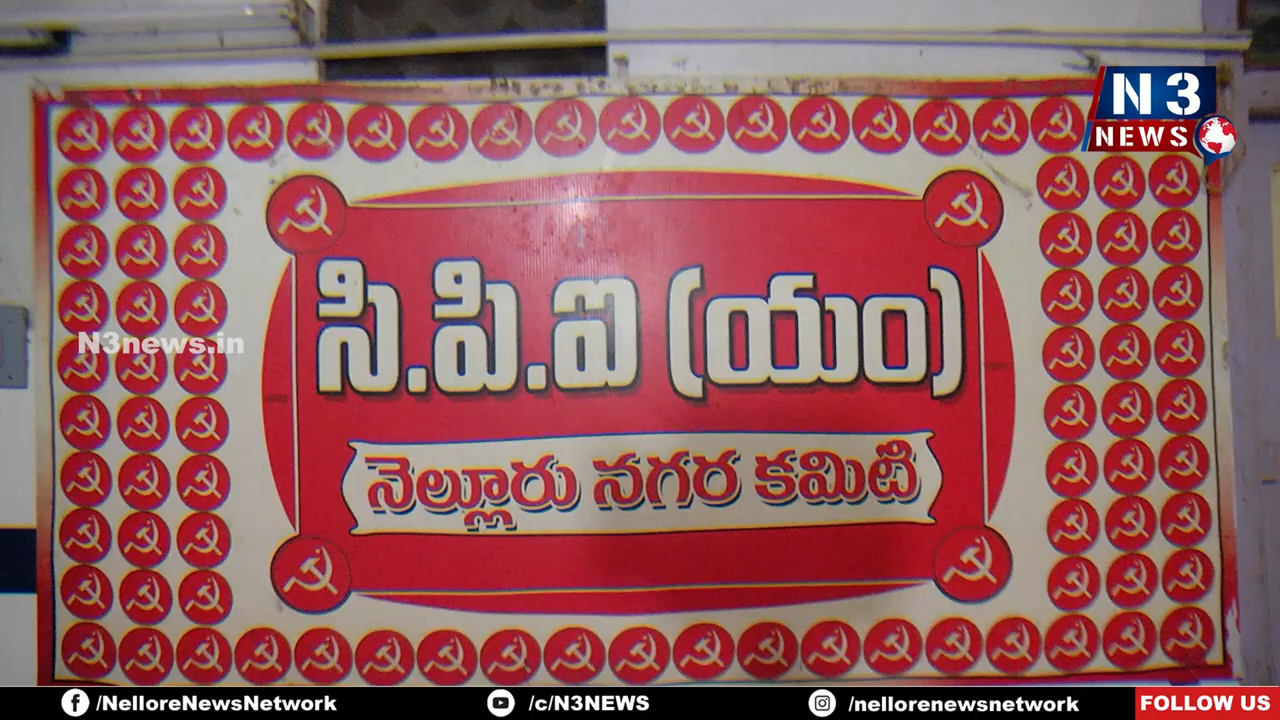 N3
NEWS
సి.పి.ఐ (యం)
N3news.in
నెల్లూరు నగర కమిటి
/NelloreNewsNetwork
/c/N3NEWS
/nellorenewsnetwork
FOLLOW US